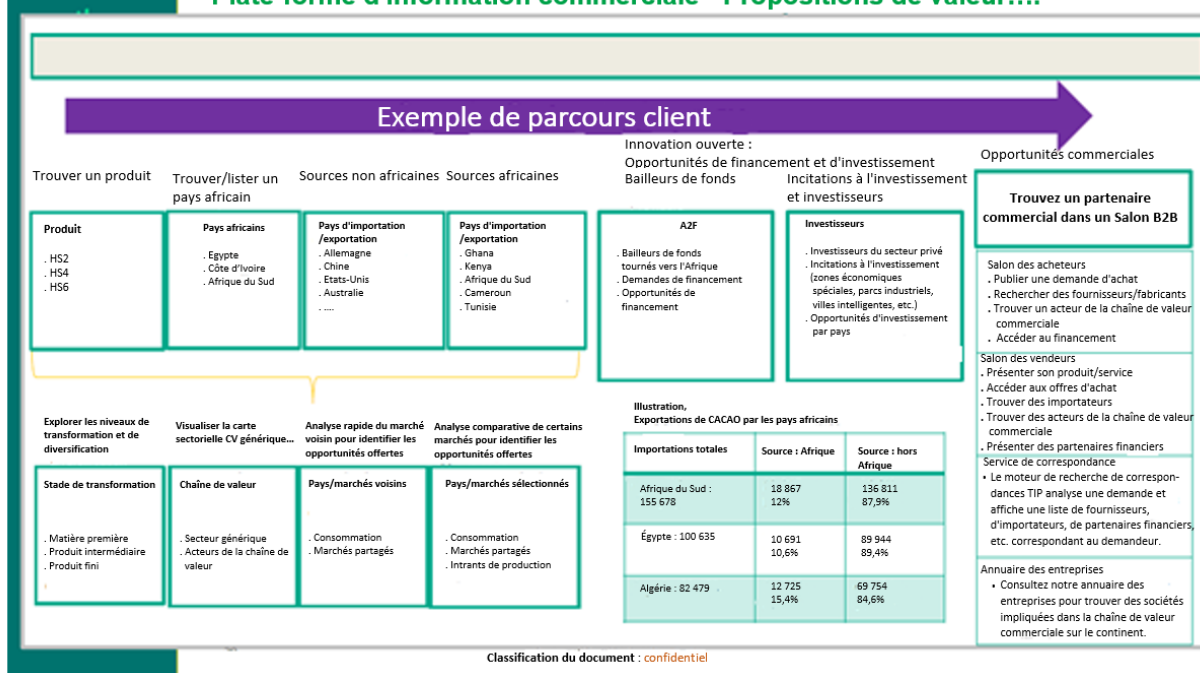 Plate-forme d'information commerciale - Propositions de valeur....
Exemple de parcours client
Trouver un produit
Trouver/lister un
pays africain
Sources non africaines
Sources africaines
Innovation ouverte :
Opportunités de financement et d'investissement
Bailleurs de fonds
Incitations à l'investissement
et investisseurs
Opportunités commerciales
Produit
. HS2
. HS4
. HS6
Pays africains
. Egypte
. Côte d'Ivoire
. Afrique du Sud
Pays d'importation
/exportation
. Allemagne
. Chine
. Etats-Unis
. Australie
. ....
Pays d'importation
/exportation
. Ghana
. Kenya
. Afrique du Sud
. Cameroun
. Tunisie
A2F
. Bailleurs de fonds
tournés vers l'Afrique
. Demandes de financement
. Opportunités de
financement
Investisseurs
. Investisseurs du secteur privé
. Incitations à l'investissement
(zones économiques
spéciales, parcs industriels,
villes intelligentes, etc.)
. Opportunités d'investissement
par pays
Trouvez un partenaire
commercial dans un Salon B2B
Salon des acheteurs
. Publier une demande d'achat
. Rechercher des fournisseurs/fabricants
. Trouver un acteur de la chaîne de valeur
commerciale
. Accéder au financement
Salon des vendeurs
. Présenter son produit/service
. Accéder aux offres d'achat
. Trouver des importateurs
. Trouver des acteurs de la chaîne de valeur
commerciale
. Présenter des partenaires financiers
Service de correspondance
• Le moteur de recherche de correspon-
dances TIP analyse une demande et
affiche une liste de fournisseurs,
d'importateurs, de partenaires financiers,
etc. correspondant au demandeur.
Annuaire des entreprises
• Consultez notre annuaire des
entreprises pour trouver des sociétés
impliquées dans la chaîne de valeur
commerciale sur le continent.
Explorer les niveaux de
transformation et de
diversification
Visualiser la carte
sectorielle CV générique...
Analyse rapide du marché
voisin pour identifier les
opportunités offertes
Analyse comparative de certains
marchés pour identifier les
opportunités offertes
Stade de transformation
. Matière première
. Produit intermédiaire
. Produit fini
Chaîne de valeur
. Secteur générique
. Acteurs de la chaîne de
valeur
Pays/marchés voisins
. Consommation
. Marchés partagés
Pays/marchés sélectionnés
. Consommation
. Marchés partagés
. Intrants de production
Illustration,
Exportations de CACAO par les pays africains
Importations totales
Source : Afrique
Source : hors
Afrique
Afrique du Sud :
155 678
18 867
12%
136 811
87,9%
Égypte : 100 635
10 691
10,6%
89 944
89,4%
Algérie : 82 479
12 725
15,4%
69 754
84,6%
Classification du document : confidentiel